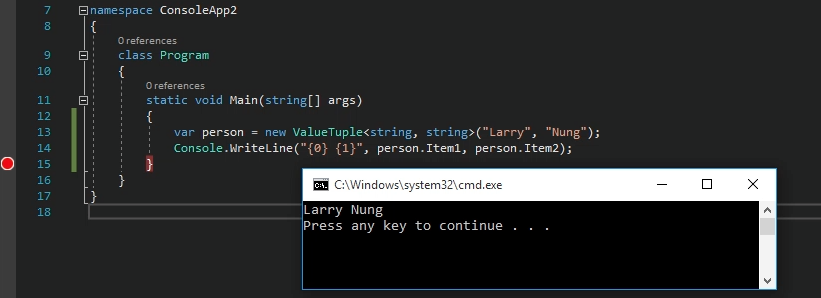 7 namespace ConsoleApp2
8 {
0 references
9 class Program
10 {
0 references
11 static void Main(string[] args)
12 {
13 var person = new ValueTuple<string, string>("Larry", "Nung");
14 Console.WriteLine("{0} {1}", person.Item1, person.Item2);
15 }
16 }
17 }
18
C:\Windows\system32\cmd.exe
Larry Nung
Press any key to continue . . .